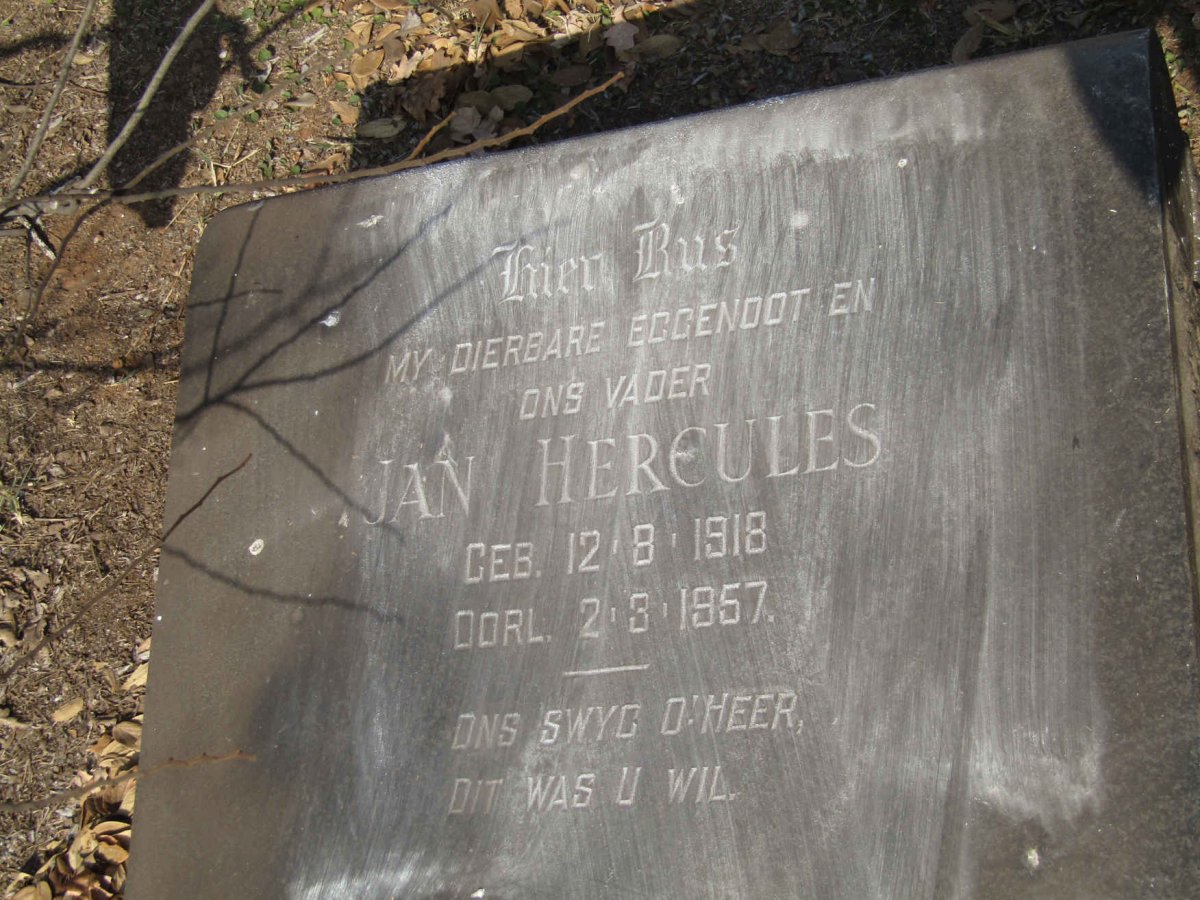 Hier Rus
MY DIERBARE EGGENOOT EN
ONS VADER
JAN HERCULES
GEB. 12·8·1918
OORL. 2·3·1957.
ONS SWYG O! HEER,
DIT WAS U WIL.